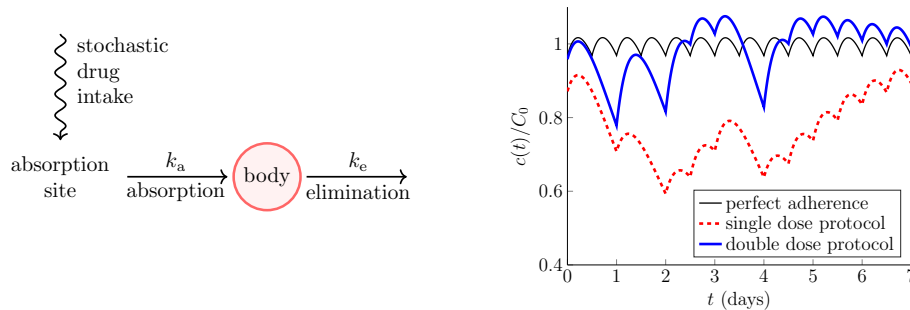 stochastic
drug
intake
absorption
site
k_a
absorption
body
k_e
elimination
c(t)/C_0
1
0.8
0.6
0.4
perfect adherence
single dose protocol
double dose protocol
0 1 2 3 4 5 6 7
t (days)